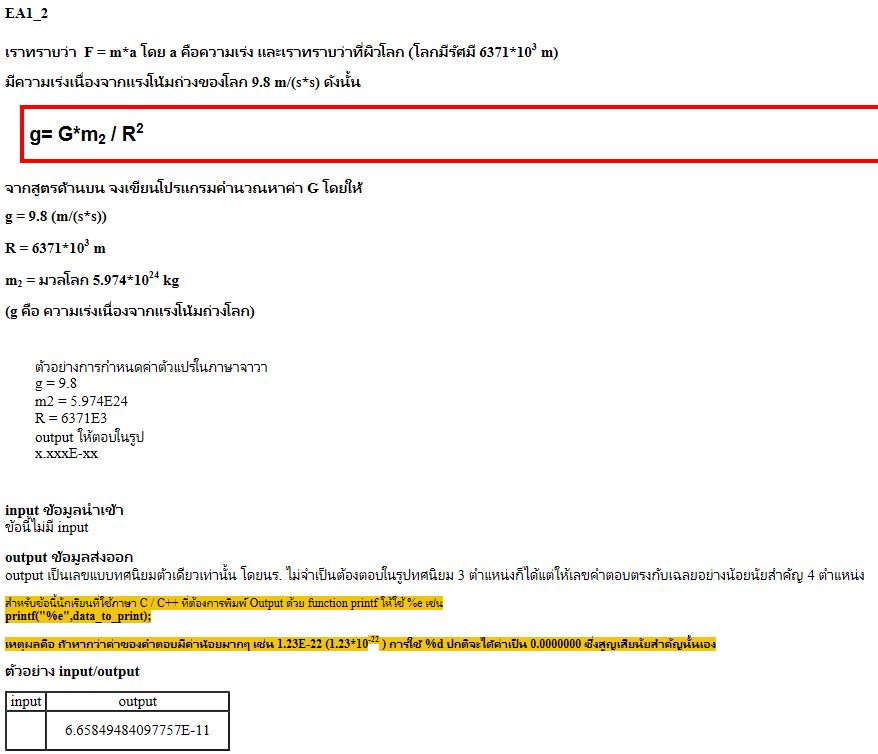 EA1_2
เราทราบว่า F = m*a โดย a คือความเร่ง และเราทราบว่าที่ผิวโลก (โลกมีรัศมี 6371*10³ m)
มีความเร่งเนื่องจากแรงโน้มถ่วงของโลก 9.8 m/(s*s) ดังนั้น
g= G*m₂ / R²
จากสูตรด้านบน จงเขียนโปรแกรมคำนวณหาค่า G โดยให้
g = 9.8 (m/(s*s))
R = 6371*10³ m
m₂ = มวลโลก 5.974*10²⁴ kg
(g คือ ความเร่งเนื่องจากแรงโน้มถ่วงโลก)
ตัวอย่างการกำหนดค่าตัวแปรในภาษาจาวา
g = 9.8
m2 = 5.974E24
R = 6371E3
output ให้ตอบในรูป
x.xxxE-xx
input ข้อมูลนำเข้า
ข้อนี้ไม่มี input
output ข้อมูลส่งออก
output เป็นเลขแบบทศนิยมตัวเดียวเท่านั้น โดยนร. ไม่จำเป็นต้องตอบในรูปทศนิยม 3 ตำแหน่งก็ได้แต่ให้เลขคำตอบตรงกับเฉลยอย่างน้อยนัยสำคัญ 4 ตำแหน่ง
สำหรับข้อนี้นักเรียนที่ใช้ภาษา C / C++ ที่ต้องการพิมพ์ Output ด้วย function printf ให้ใช้ %e เช่น
printf("%e",data_to_print);
เหตุผลคือ ถ้าหากว่าค่าของคำตอบมีค่าน้อยมากๆ เช่น 1.23E-22 (1.23*10⁻²² ) การใช้ %d ปกติจะได้ค่าเป็น 0.0000000 ซึ่งสูญเสียนัยสำคัญนั้นเอง
ตัวอย่าง input/output
input output
6.65849484097757E-11